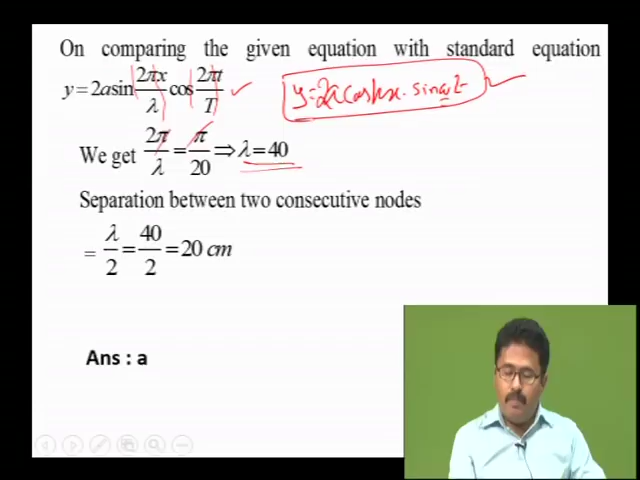 On comparing the given equation with standard equation
y = 2a sin 2πx/λ cos 2πt/T
y=2a cos kx . sin ωt
We get 2π/λ = π/20 ⇒ λ = 40
Separation between two consecutive nodes
= λ/2 = 40/2 = 20 cm
Ans : a